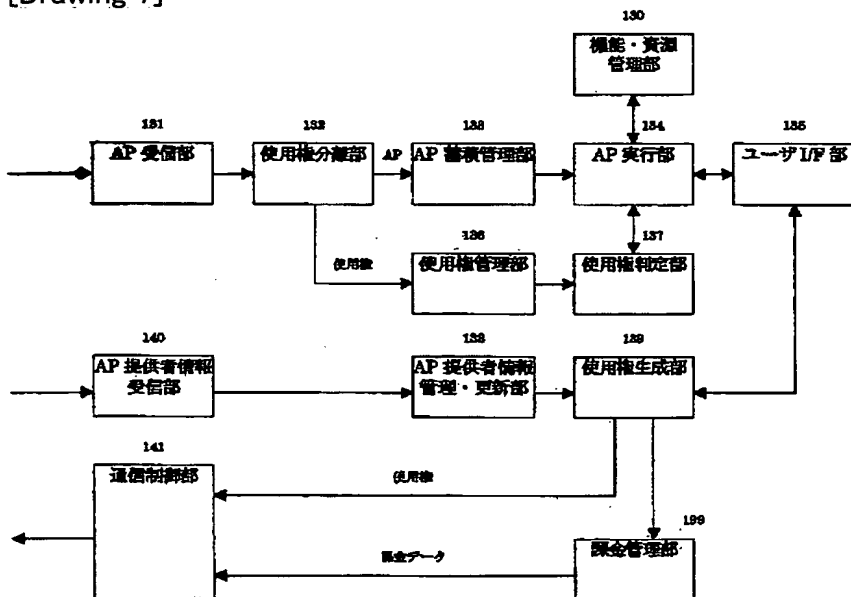 [Drawing 7]
130
機能・資源
管理部
131
132
133
134
135
AP 受信部
使用権分離部
AP
AP 蓄積管理部
AP 実行部
ユーザ I/F 部
136
137
使用権
使用権管理部
使用権判定部
140
138
139
AP 提供者情報
受信部
AP 提供者情報
管理・更新部
使用権生成部
141
通信制御部
使用権
199
課金管理部
課金データ